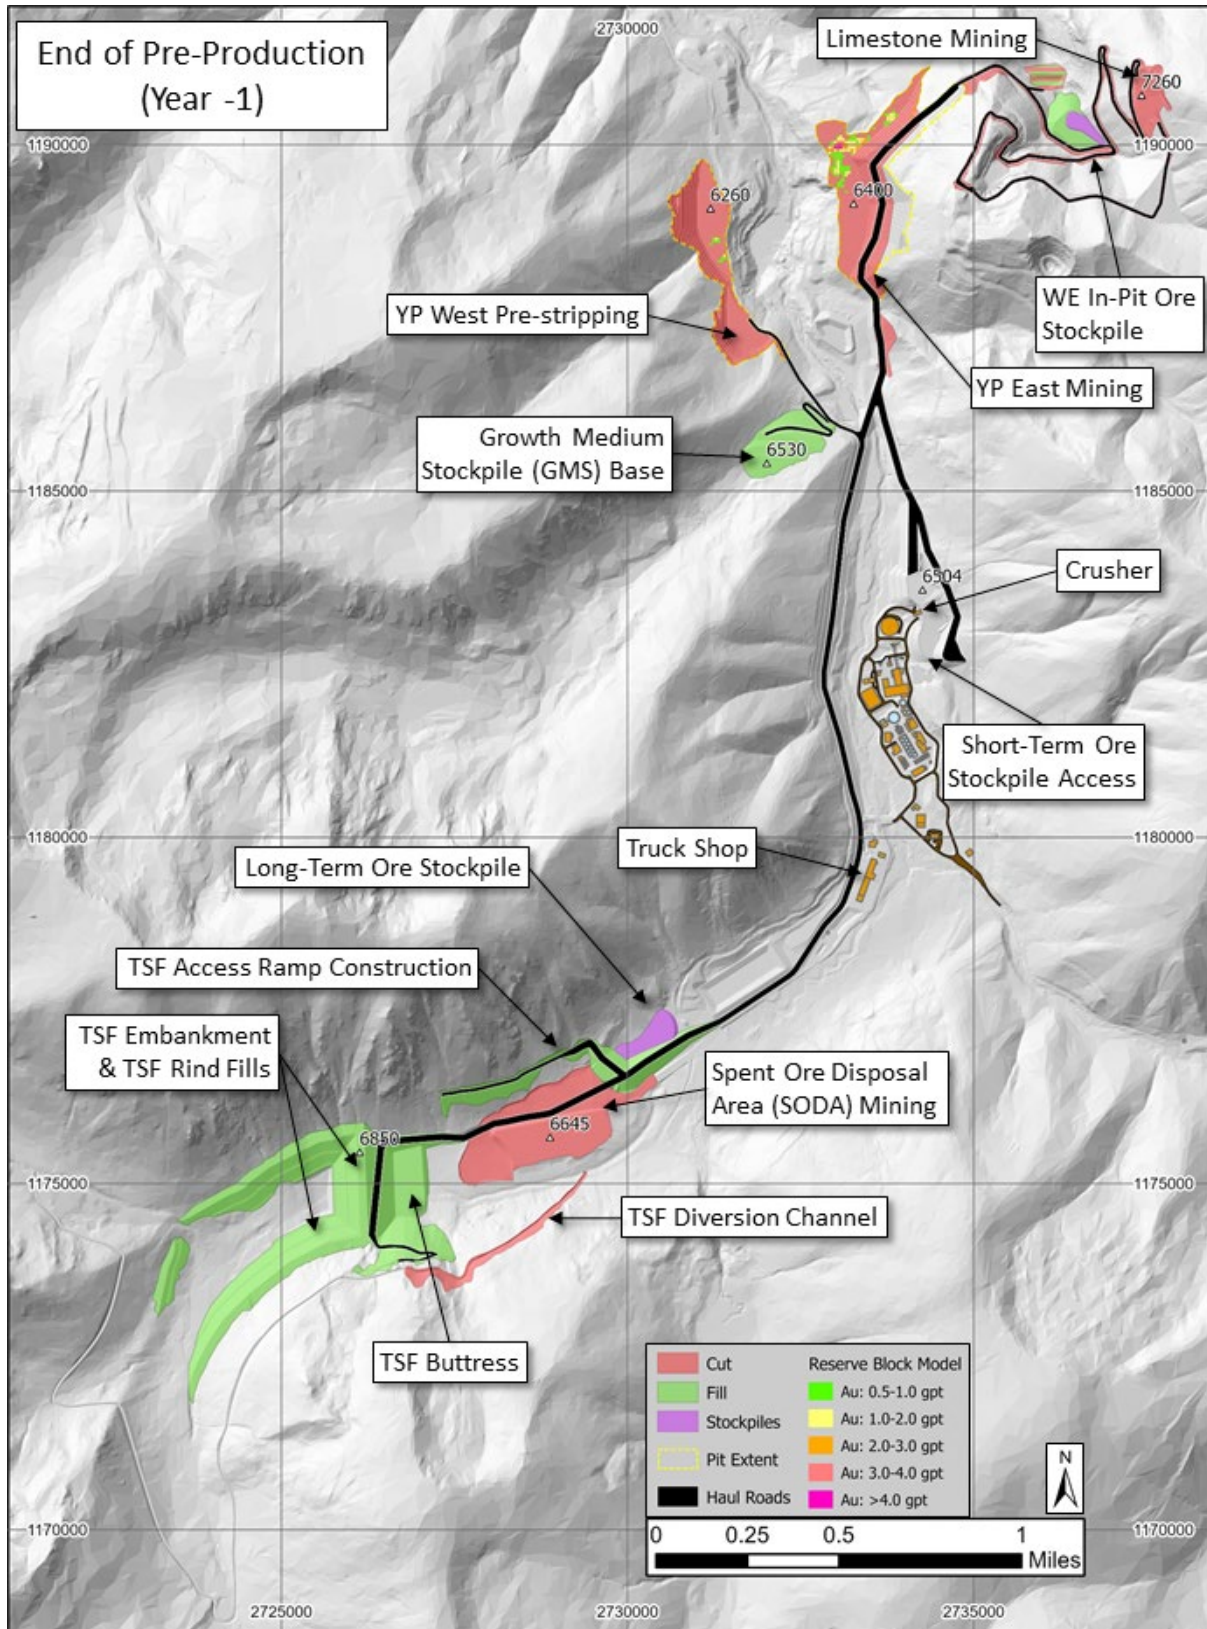 End of Pre-Production
(Year -1)
2730000
Limestone Mining
7260
1190000
1190000
6260
6400
WE In-Pit Ore
Stockpile
YP West Pre-stripping
YP East Mining
Growth Medium
Stockpile (GMS) Base
6530
1185000
1185000
6504
Crusher
Short-Term Ore
Stockpile Access
1180000
1180000
Truck Shop
Long-Term Ore Stockpile
TSF Access Ramp Construction
TSF Embankment
& TSF Rind Fills
Spent Ore Disposal
Area (SODA) Mining
6645
6850
1175000
1175000
TSF Diversion Channel
TSF Buttress
Cut
Fill
Stockpiles
Pit Extent
Haul Roads
Reserve Block Model
Au: 0.5-1.0 gpt
Au: 1.0-2.0 gpt
Au: 2.0-3.0 gpt
Au: 3.0-4.0 gpt
Au: >4.0 gpt
N
1170000
1170000
0 0.25 0.5 1
Miles
2725000
2730000
2735000